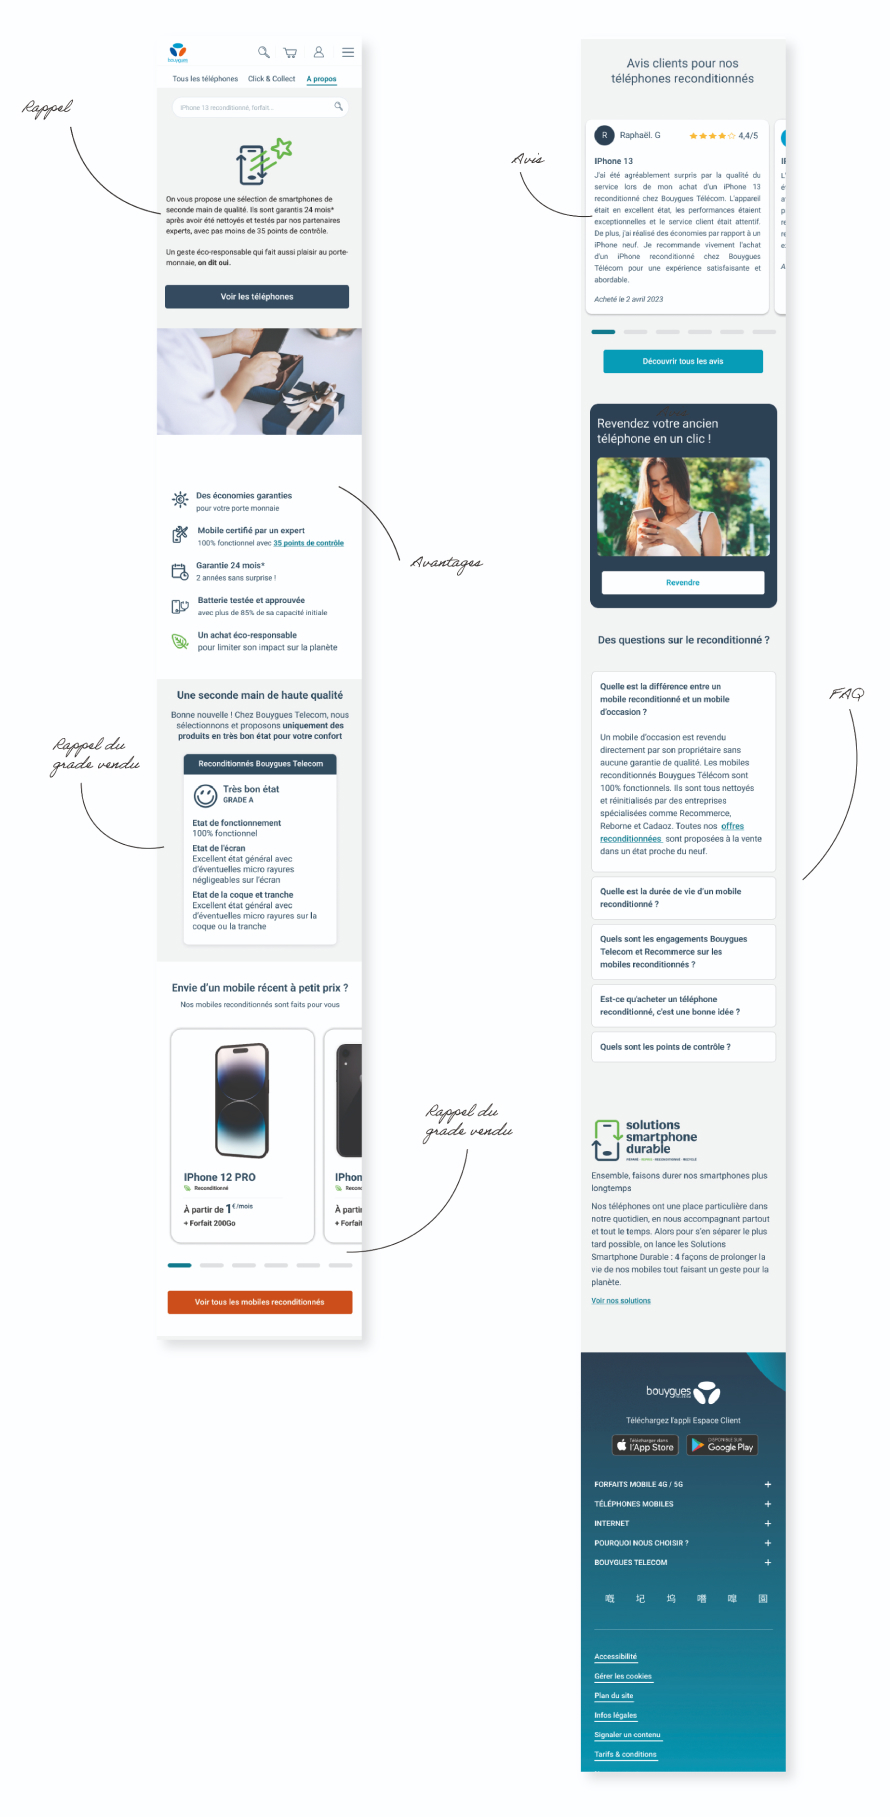 bouygues
Tous les téléphones Click & Collect A propos
iPhone 13 reconditionné, forfait...
Rappel
On vous propose une sélection de smartphones de
seconde main de qualité. Ils sont garantis 24 mois*
après avoir été nettoyés et testés par nos partenaires
experts, avec pas moins de 35 points de contrôle.
Un geste éco-responsable qui fait aussi plaisir au porte-
monnaie, on dit oui.
Voir les téléphones
Des économies garanties
pour votre porte monnaie
Mobile certifié par un expert
100% fonctionnel avec 35 points de contrôle
Garantie 24 mois*
2 années sans surprise !
Batterie testée et approuvée
avec plus de 85% de sa capacité initiale
Un achat éco-responsable
pour limiter son impact sur la planète
Avantages
Une seconde main de haute qualité
Bonne nouvelle ! Chez Bouygues Telecom, nous
sélectionnons et proposons uniquement des
produits en très bon état pour votre confort
Rappel du
grade vendu
Reconditionnés Bouygues Telecom
Très bon état
GRADE A
Etat de fonctionnement
100% fonctionnel
Etat de l'écran
Excellent état général avec
d'éventuelles micro rayures
négligeables sur l'écran
Etat de la coque et tranche
Excellent état général avec
d'éventuelles micro rayures sur la
coque ou la tranche
Envie d'un mobile récent à petit prix ?
Nos mobiles reconditionnés sont faits pour vous
IPhone 12 PRO
Reconditionné
À partir de 1€/mois
+ Forfait 200Go
IPhon
Recon
À partir
+ Forfait
Rappel du
grade vendu
Voir tous les mobiles reconditionnés
Avis clients pour nos
téléphones reconditionnés
Avis
R Raphaël. G 4,4/5
IPhone 13
J'ai été agréablement surpris par la qualité du
service lors de mon achat d'un iPhone 13
reconditionné chez Bouygues Télécom. L'appareil
était en excellent état, les performances étaient
exceptionnelles et le service client était attentif.
De plus, j'ai réalisé des économies par rapport à un
iPhone neuf. Je recommande vivement l'achat
d'un iPhone reconditionné chez Bouygues
Télécom pour une expérience satisfaisante et
abordable.
Acheté le 2 avril 2023
Découvrir tous les avis
Revendez votre ancien
téléphone en un clic !
Revendre
Des questions sur le reconditionné ?
FAQ
Quelle est la différence entre un
mobile reconditionné et un mobile
d'occasion ?
Un mobile d'occasion est revendu
directement par son propriétaire sans
aucune garantie de qualité. Les mobiles
reconditionnés Bouygues Télécom sont
100% fonctionnels. Ils sont tous nettoyés
et réinitialisés par des entreprises
spécialisées comme Recommerce,
Reborne et Cadaoz. Toutes nos offres
reconditionnées sont proposées à la vente
dans un état proche du neuf.
Quelle est la durée de vie d'un mobile
reconditionné ?
Quels sont les engagements Bouygues
Telecom et Recommerce sur les
mobiles reconditionnés ?
Est-ce qu'acheter un téléphone
reconditionné, c'est une bonne idée ?
Quels sont les points de contrôle ?
solutions
smartphone
durable
Ensemble, faisons durer nos smartphones plus
longtemps
Nos téléphones ont une place particulière dans
notre quotidien, en nous accompagnant partout
et tout le temps. Alors pour s'en séparer le plus
tard possible, on lance les Solutions
Smartphone Durable : 4 façons de prolonger la
vie de nos mobiles tout faisant un geste pour la
planète.
Voir nos solutions
bouygues
Téléchargez l'appli Espace Client
Télécharger dans
l'App Store
DISPONIBLE SUR
Google Play
FORFAITS MOBILE 4G / 5G +
TÉLÉPHONES MOBILES +
INTERNET +
POURQUOI NOUS CHOISIR ? +
BOUYGUES TELECOM +
Accessibilité
Gérer les cookies
Plan du site
Infos légales
Signaler un contenu
Tarifs & conditions